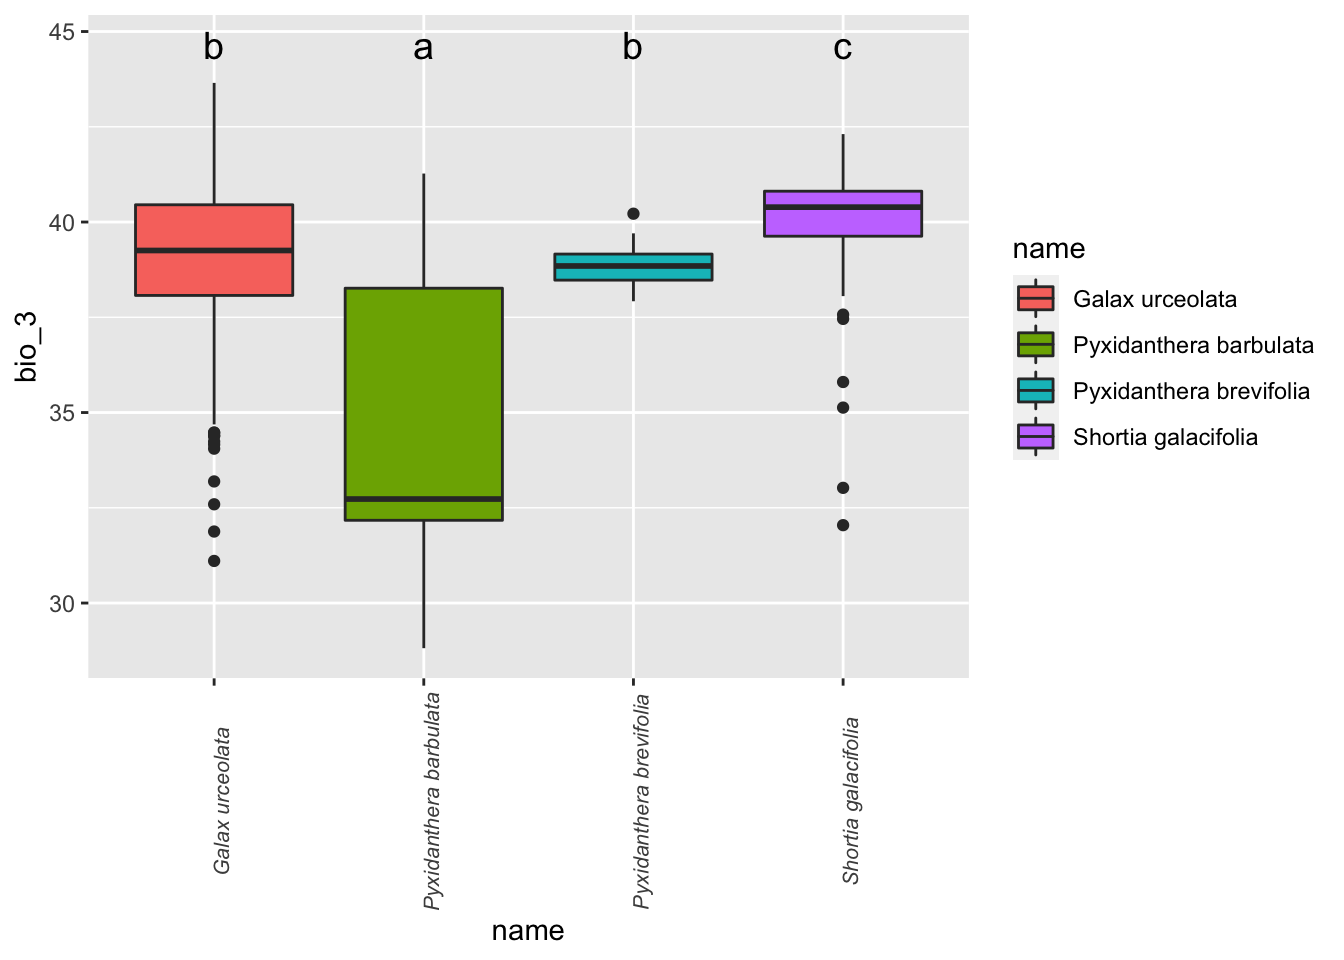 45
40
35
30
bio_3
b
a
b
c
Galax urceolata
Pyxidanthera barbulata
Pyxidanthera brevifolia
Shortia galacifolia
name
name
Galax urceolata
Pyxidanthera barbulata
Pyxidanthera brevifolia
Shortia galacifolia